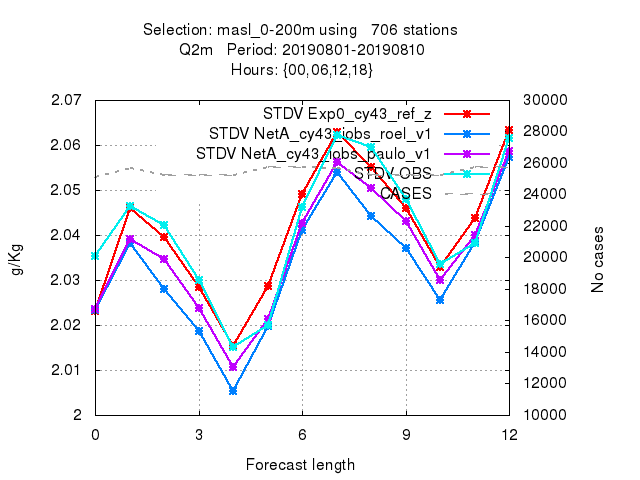 Selection: masl_0-200m using 706 stations
Q2m Period: 20190801-20190810
Hours: {00,06,12,18}
2.07
2.06
2.05
2.04
2.03
2.02
2.01
2
g/Kg
30000
28000
26000
24000
22000
20000
18000
16000
14000
12000
10000
No cases
STDV Exp0_cy43_ref_z
STDV NetA_cy43_iobs_roel_v1
STDV NetA_cy43_iobs_paulo_v1
STDV OBS
CASES
0 3 6 9 12
Forecast length